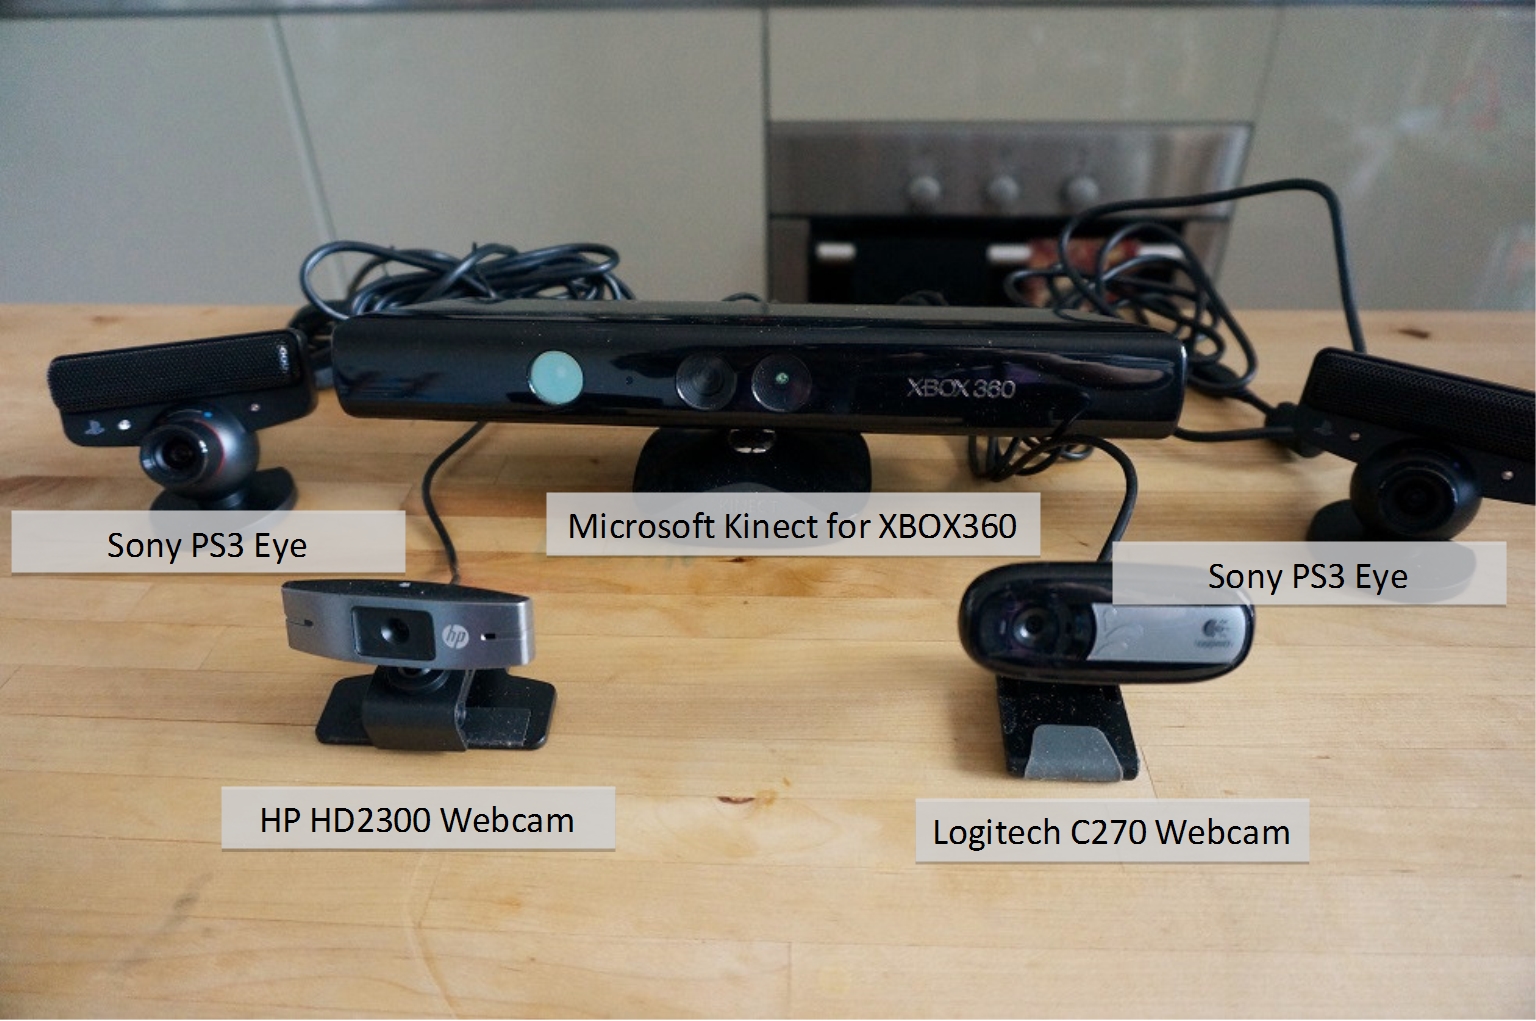 XBOX 360
Sony PS3 Eye
Microsoft Kinect for XBOX360
Sony PS3 Eye
hp
HP HD2300 Webcam
Logitech C270 Webcam